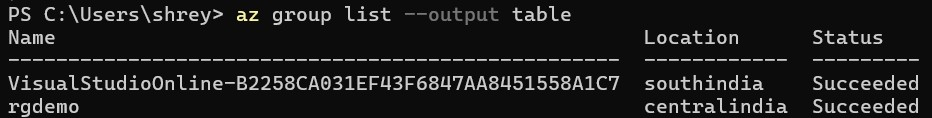 PS C:\Users\shrey> az group list --output table
Name Location Status
---------------------------------------------------- ------------ ---------
VisualStudioOnline-B2258CA031EF43F6847AA8451558A1C7 southindia Succeeded
rgdemo centralindia Succeeded